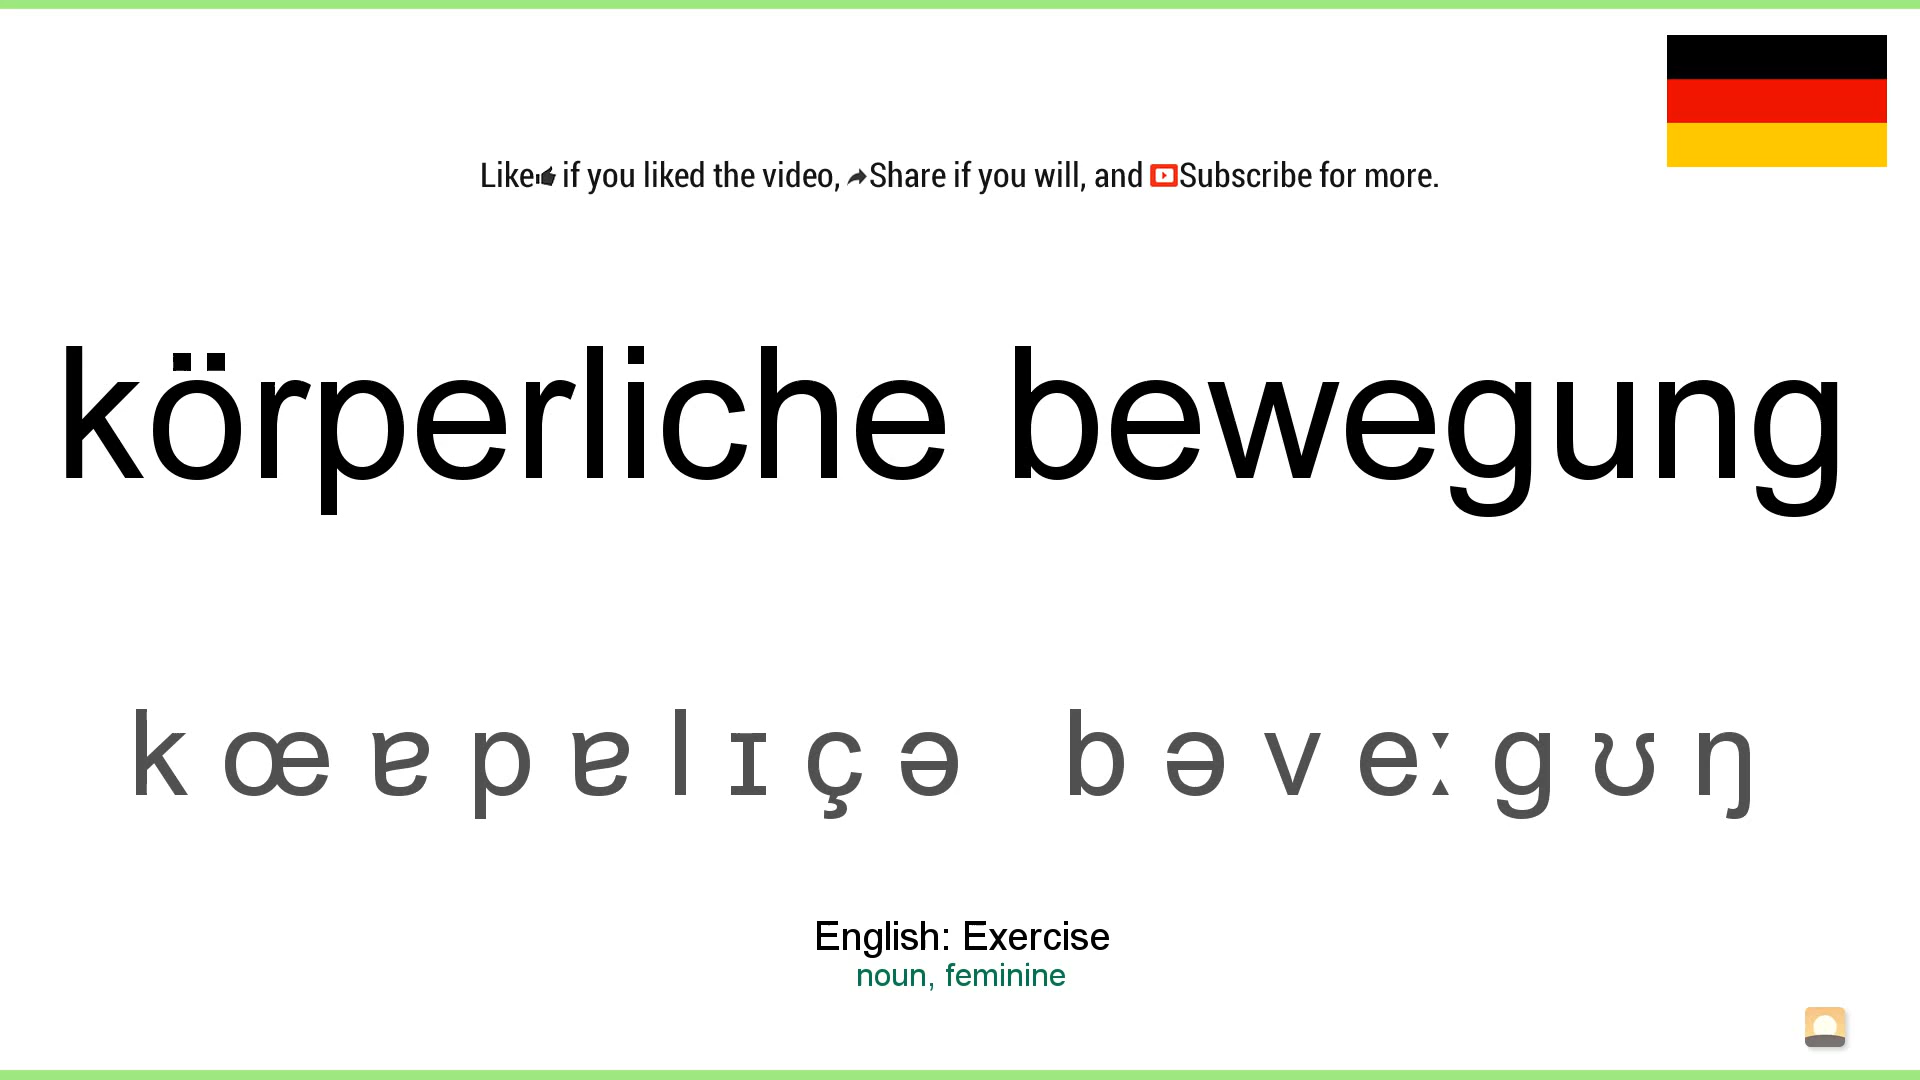 Like if you liked the video, Share if you will, and Subscribe for more.
körperliche bewegung
k œ ɐ p ɐ l ɪ ç ə b ə v eː g ʊ ŋ
English: Exercise
noun, feminine